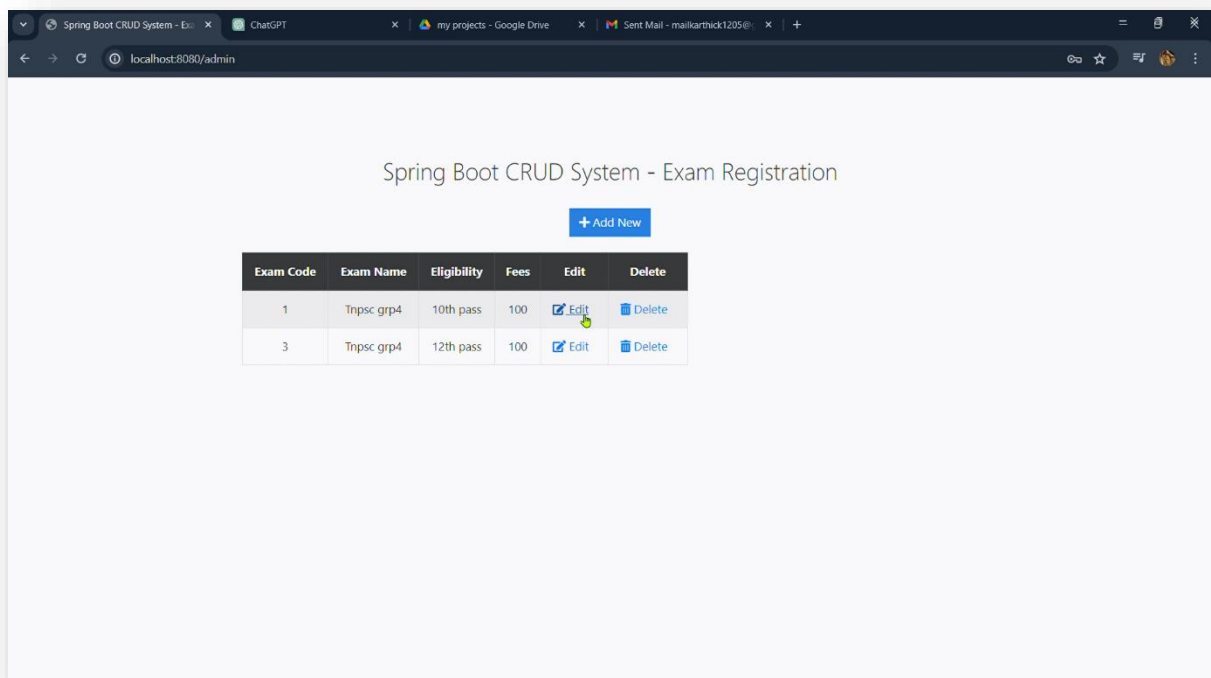 Spring Boot CRUD System - Exa ChatGPT my projects - Google Drive Sent Mail - mailkarthick1205@
localhost:8080/admin
Spring Boot CRUD System - Exam Registration
+ Add New
Exam Code Exam Name Eligibility Fees Edit Delete
1 Tnpsc grp4 10th pass 100 Edit Delete
3 Tnpsc grp4 12th pass 100 Edit Delete